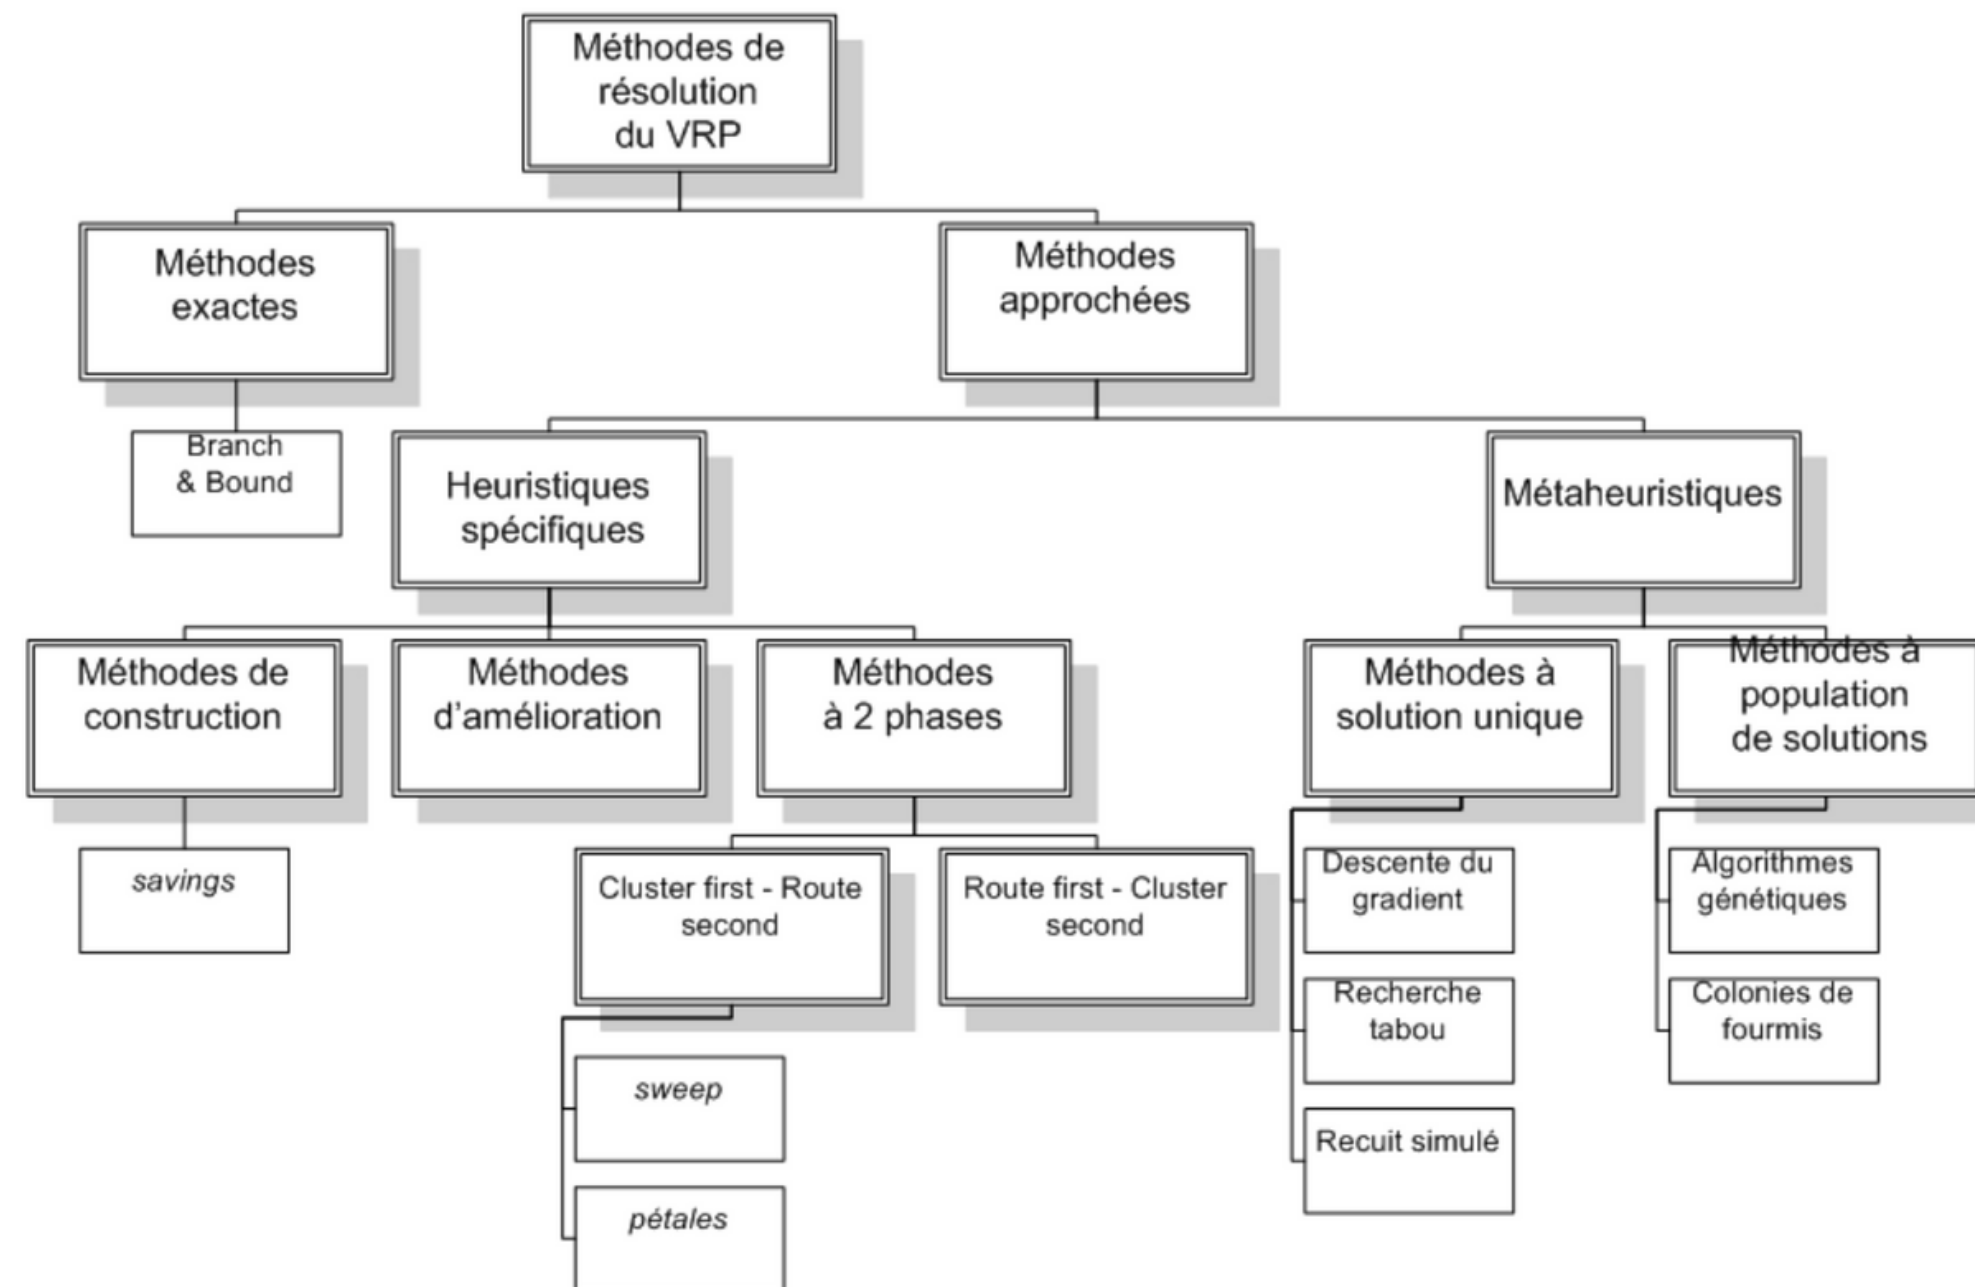 Méthodes de
résolution
du VRP
Méthodes
exactes
Méthodes
approchées
Branch
& Bound
Heuristiques
spécifiques
Métaheuristiques
Méthodes de
construction
Méthodes
d'amélioration
Méthodes
à 2 phases
Méthodes à
solution unique
Méthodes à
population
de solutions
savings
Cluster first - Route
second
Route first - Cluster
second
Descente du
gradient
Algorithmes
génétiques
Recherche
tabou
Colonies de
fourmis
sweep
Recuit simulé
pétales